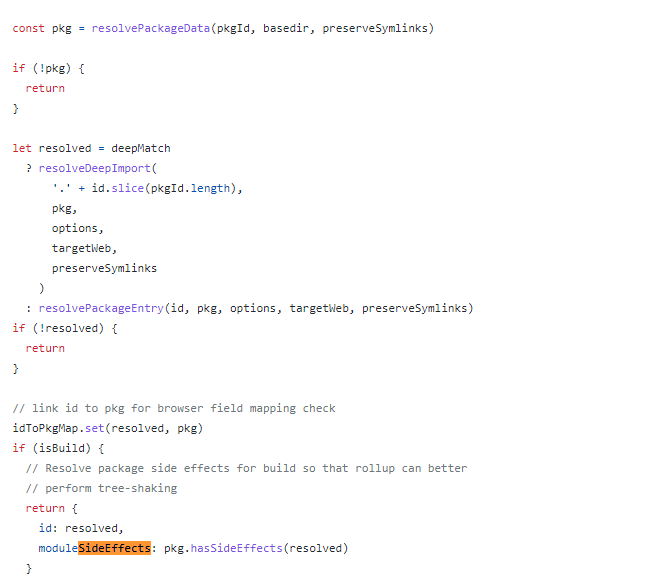 const pkg = resolvePackageData(pkgId, basedir, preserveSymlinks)
if (!pkg) {
return
}
let resolved = deepMatch
? resolveDeepImport(
'.' + id.slice(pkgId.length),
pkg,
options,
targetWeb,
preserveSymlinks
)
: resolvePackageEntry(id, pkg, options, targetWeb, preserveSymlinks)
if (!resolved) {
return
}
// link id to pkg for browser field mapping check
idToPkgMap.set(resolved, pkg)
if (isBuild) {
// Resolve package side effects for build so that rollup can better
// perform tree-shaking
return {
id: resolved,
moduleSideEffects: pkg.hasSideEffects(resolved)
}